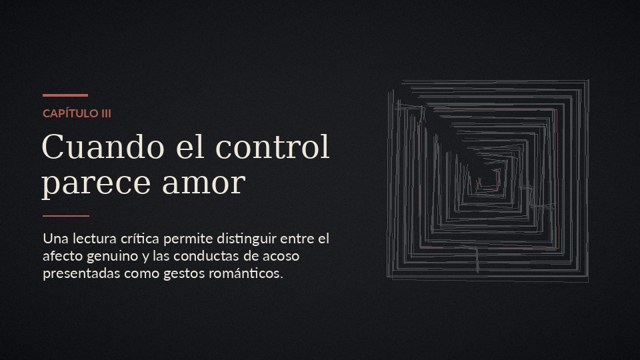 CAPÍTULO III
Cuando el control
parece amor
Una lectura crítica permite distinguir entre el
afecto genuino y las conductas de acoso
presentadas como gestos románticos.